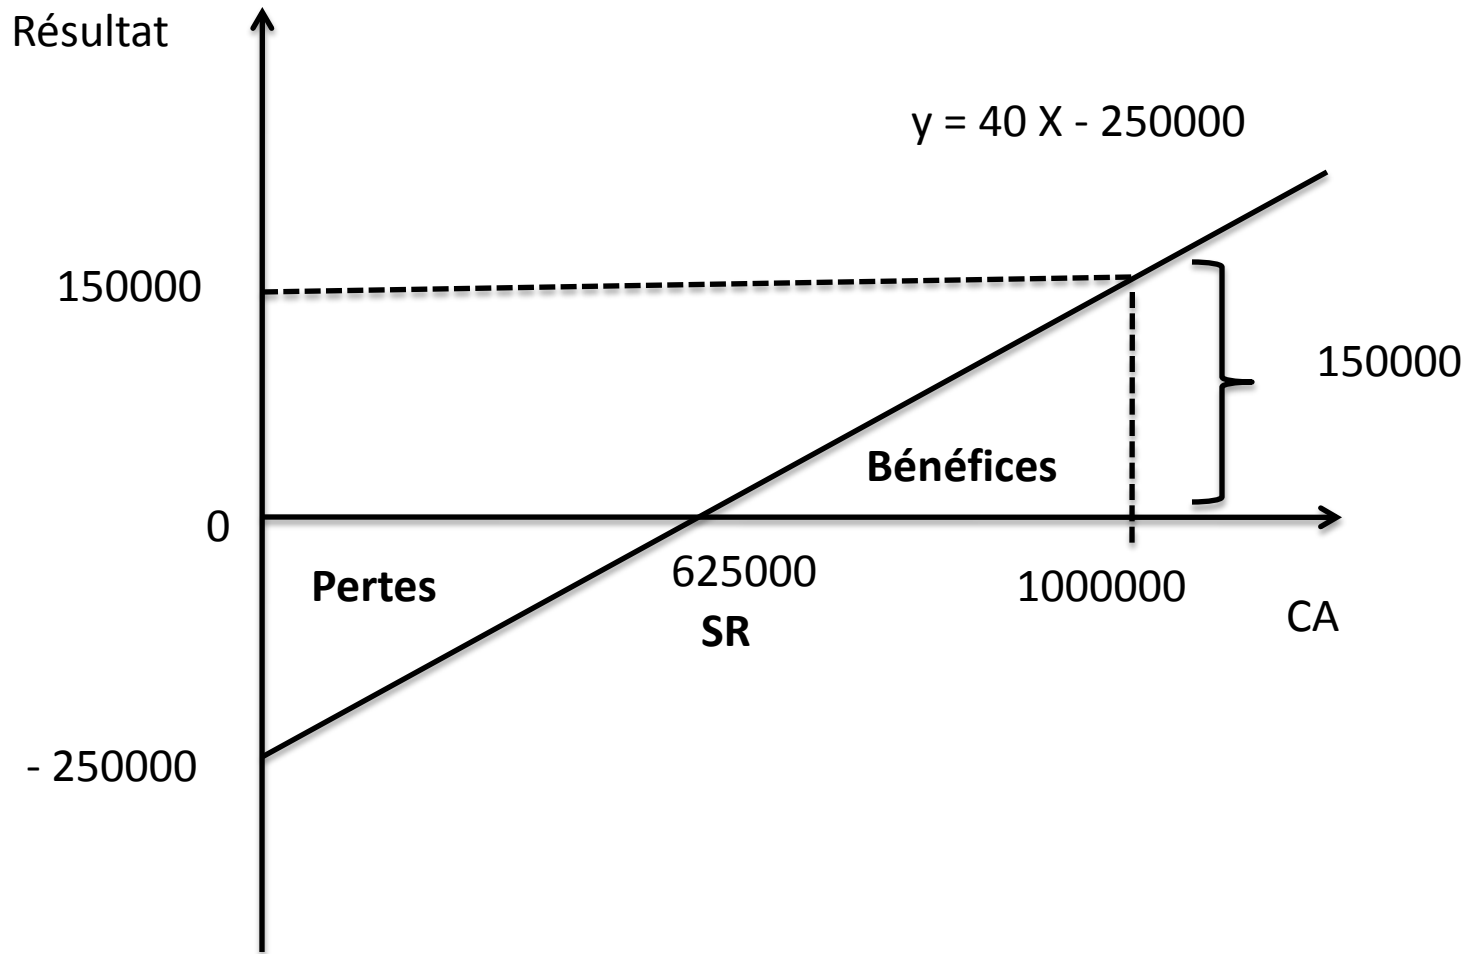 Résultat
y = 40 X - 250000
150000
150000
Bénéfices
0
Pertes
625000
1000000
CA
SR
- 250000